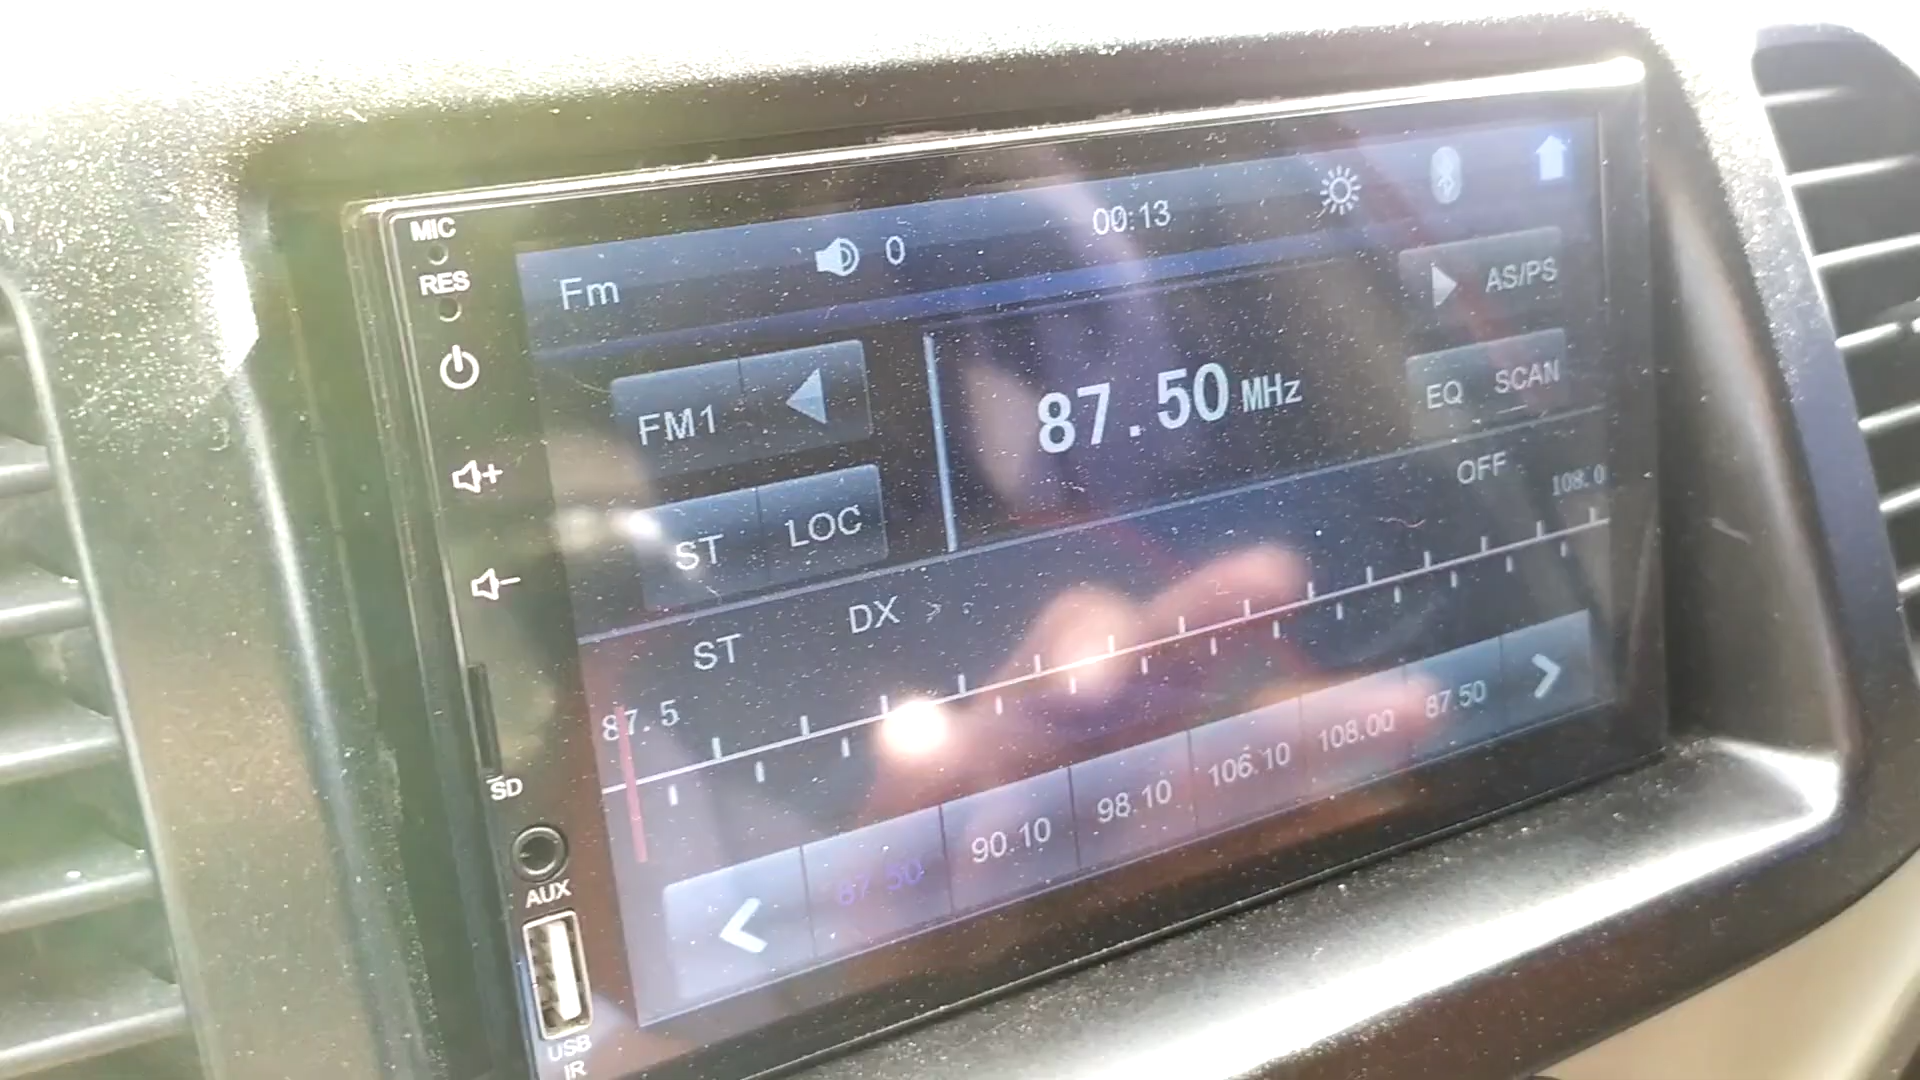 MIC
RES
SD
AUX
USB
IR
Fm 0 00:13
FM1
ST LOC
87.50 MHz
AS/PS
EQ SCAN
ST DX OFF
87.5 108.0
87.50 90.10 98.10 106.10 108.00 87.50